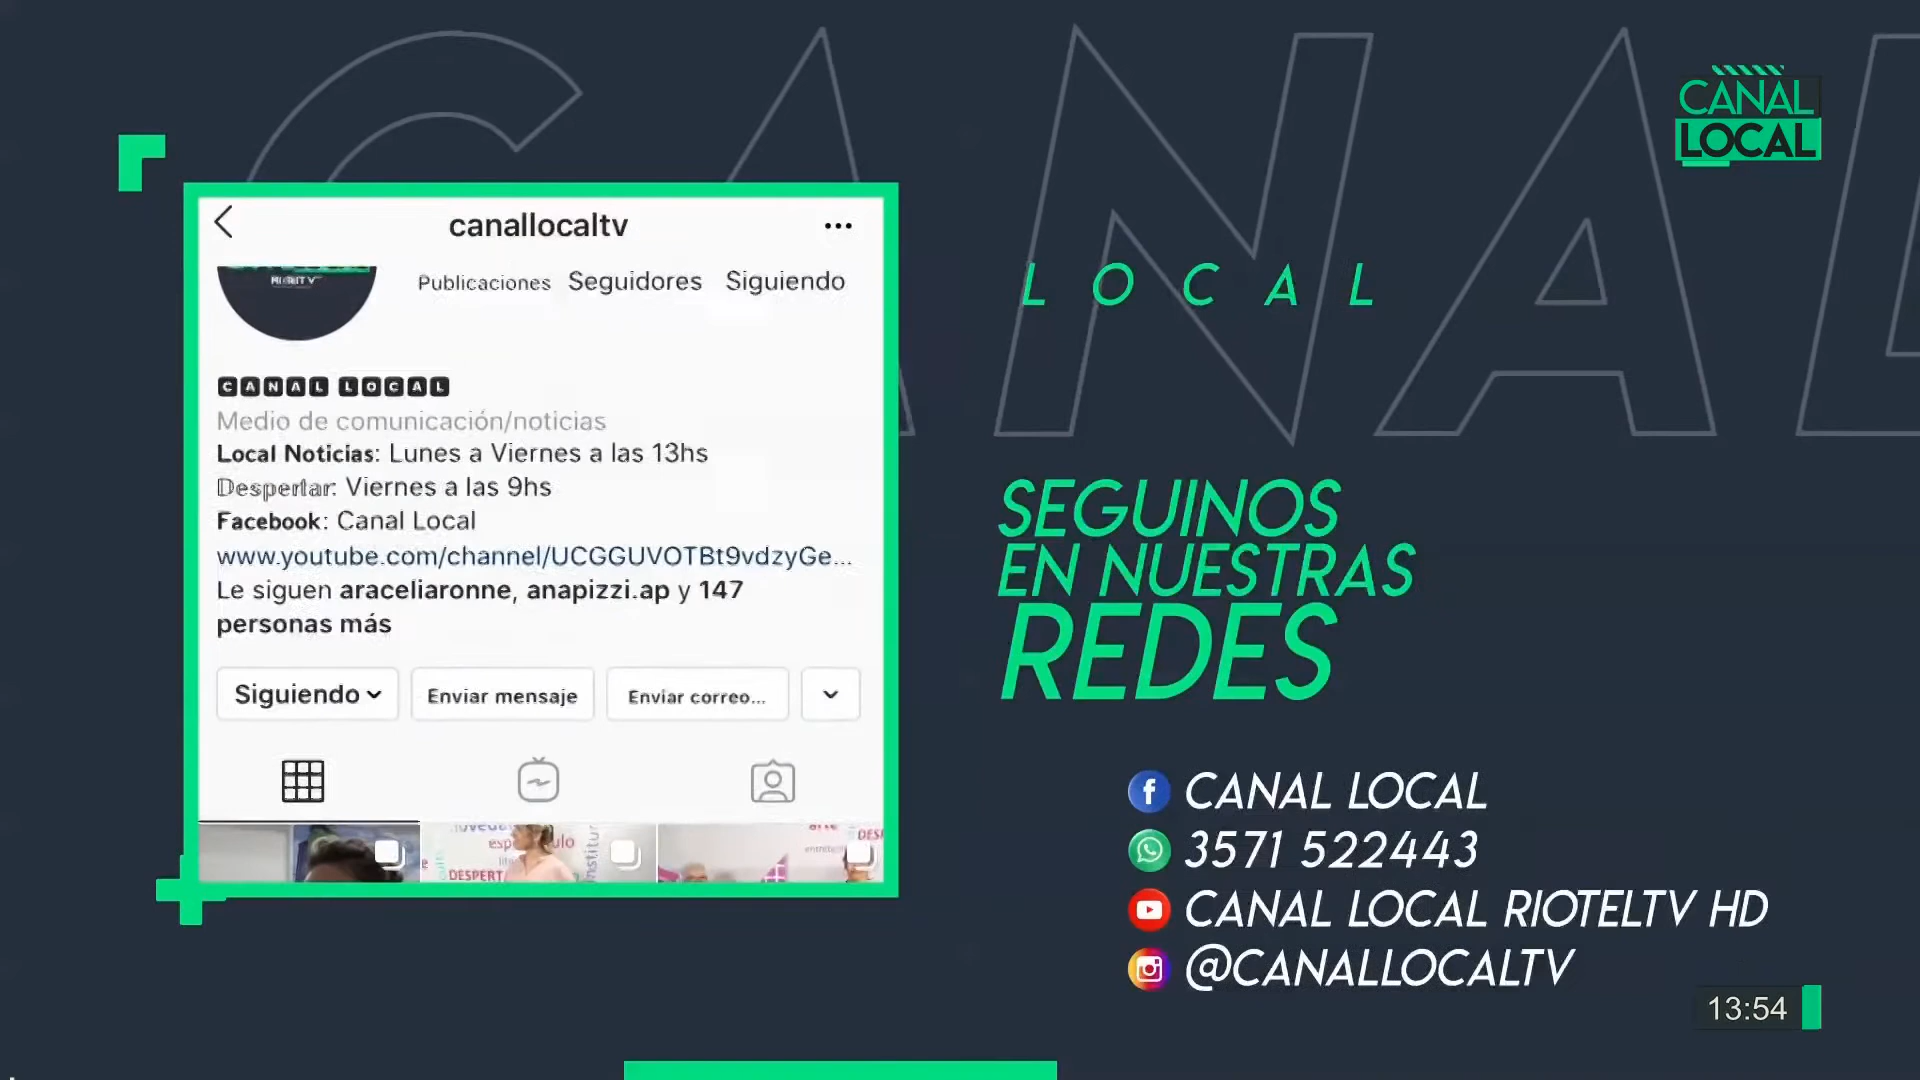 CANAL
CANAL
LOCAL
canallocaltv
Publicaciones Seguidores Siguiendo
LOCAL
CANAL LOCAL
Medio de comunicación/noticias
Local Noticias: Lunes a Viernes a las 13hs
Despertar: Viernes a las 9hs
Facebook: Canal Local
www.youtube.com/channel/UCGGUVOTBt9vdzyGe...
Le siguen araceliaronne, anapizzi.ap y 147
personas más
Siguiendo
Enviar mensaje
Enviar correo...
DESPERT
SEGUINOS
EN NUESTRAS
REDES
CANAL LOCAL
3571 522443
CANAL LOCAL RIOTELTV HD
@CANALLOCALTV
13:54